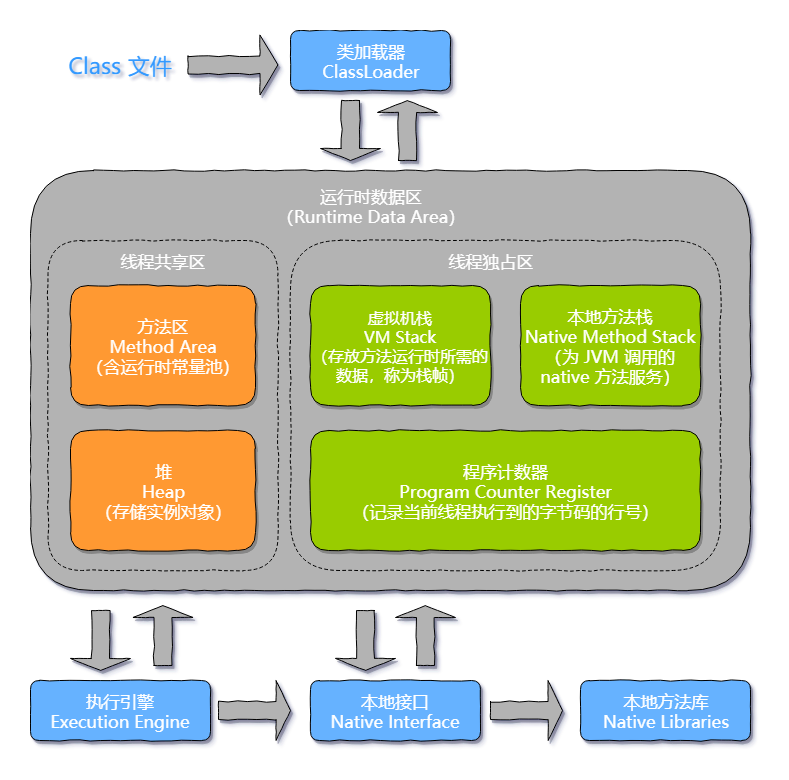 Class 文件
类加载器
ClassLoader
运行时数据区
(Runtime Data Area)
线程共享区
线程独占区
方法区
Method Area
(含运行时常量池)
虚拟机栈
VM Stack
(存放方法运行时所需的
数据，称为栈帧)
本地方法栈
Native Method Stack
(为 JVM 调用的
native 方法服务)
堆
Heap
(存储实例对象)
程序计数器
Program Counter Register
(记录当前线程执行到的字节码的行号)
执行引擎
Execution Engine
本地接口
Native Interface
本地方法库
Native Libraries